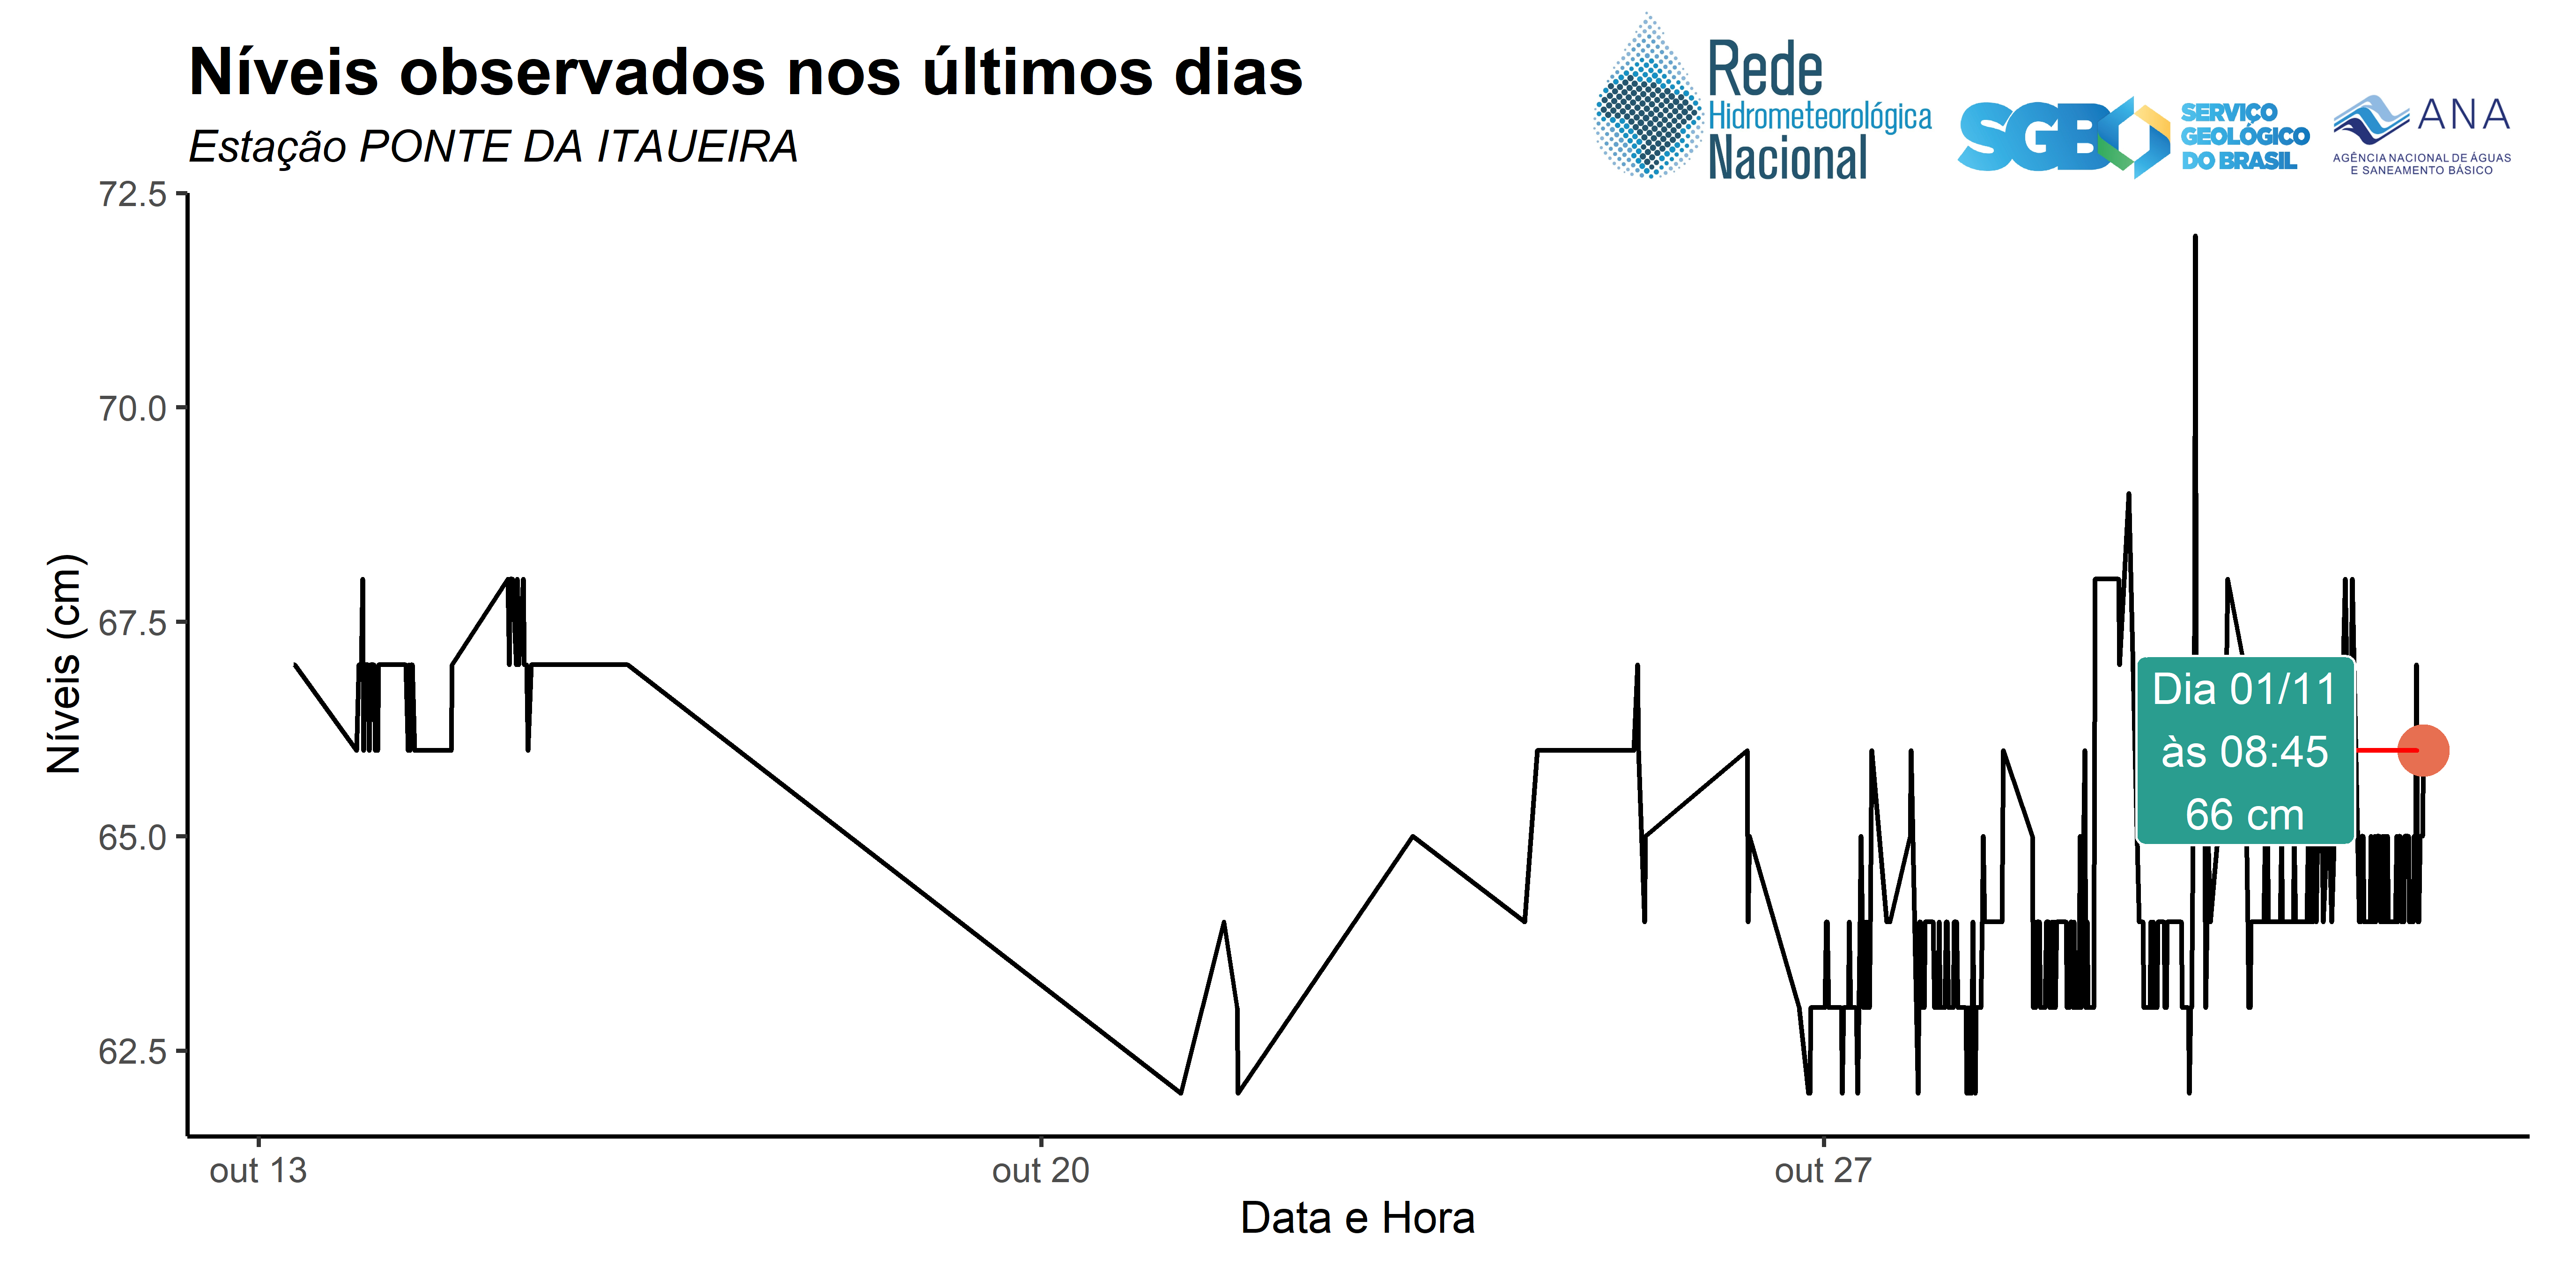 Níveis observados nos últimos dias
Estação PONTE DA ITAUEIRA
Rede
Hidrometeorológica
Nacional
SGB
SERVIÇO
GEOLÓGICO
DO BRASIL
ANA
AGÊNCIA NACIONAL DE ÁGUAS
E SANEAMENTO BÁSICO
72.5
70.0
67.5
65.0
62.5
Níveis (cm)
Dia 01/11
às 08:45
66 cm
out 13
out 20
out 27
Data e Hora